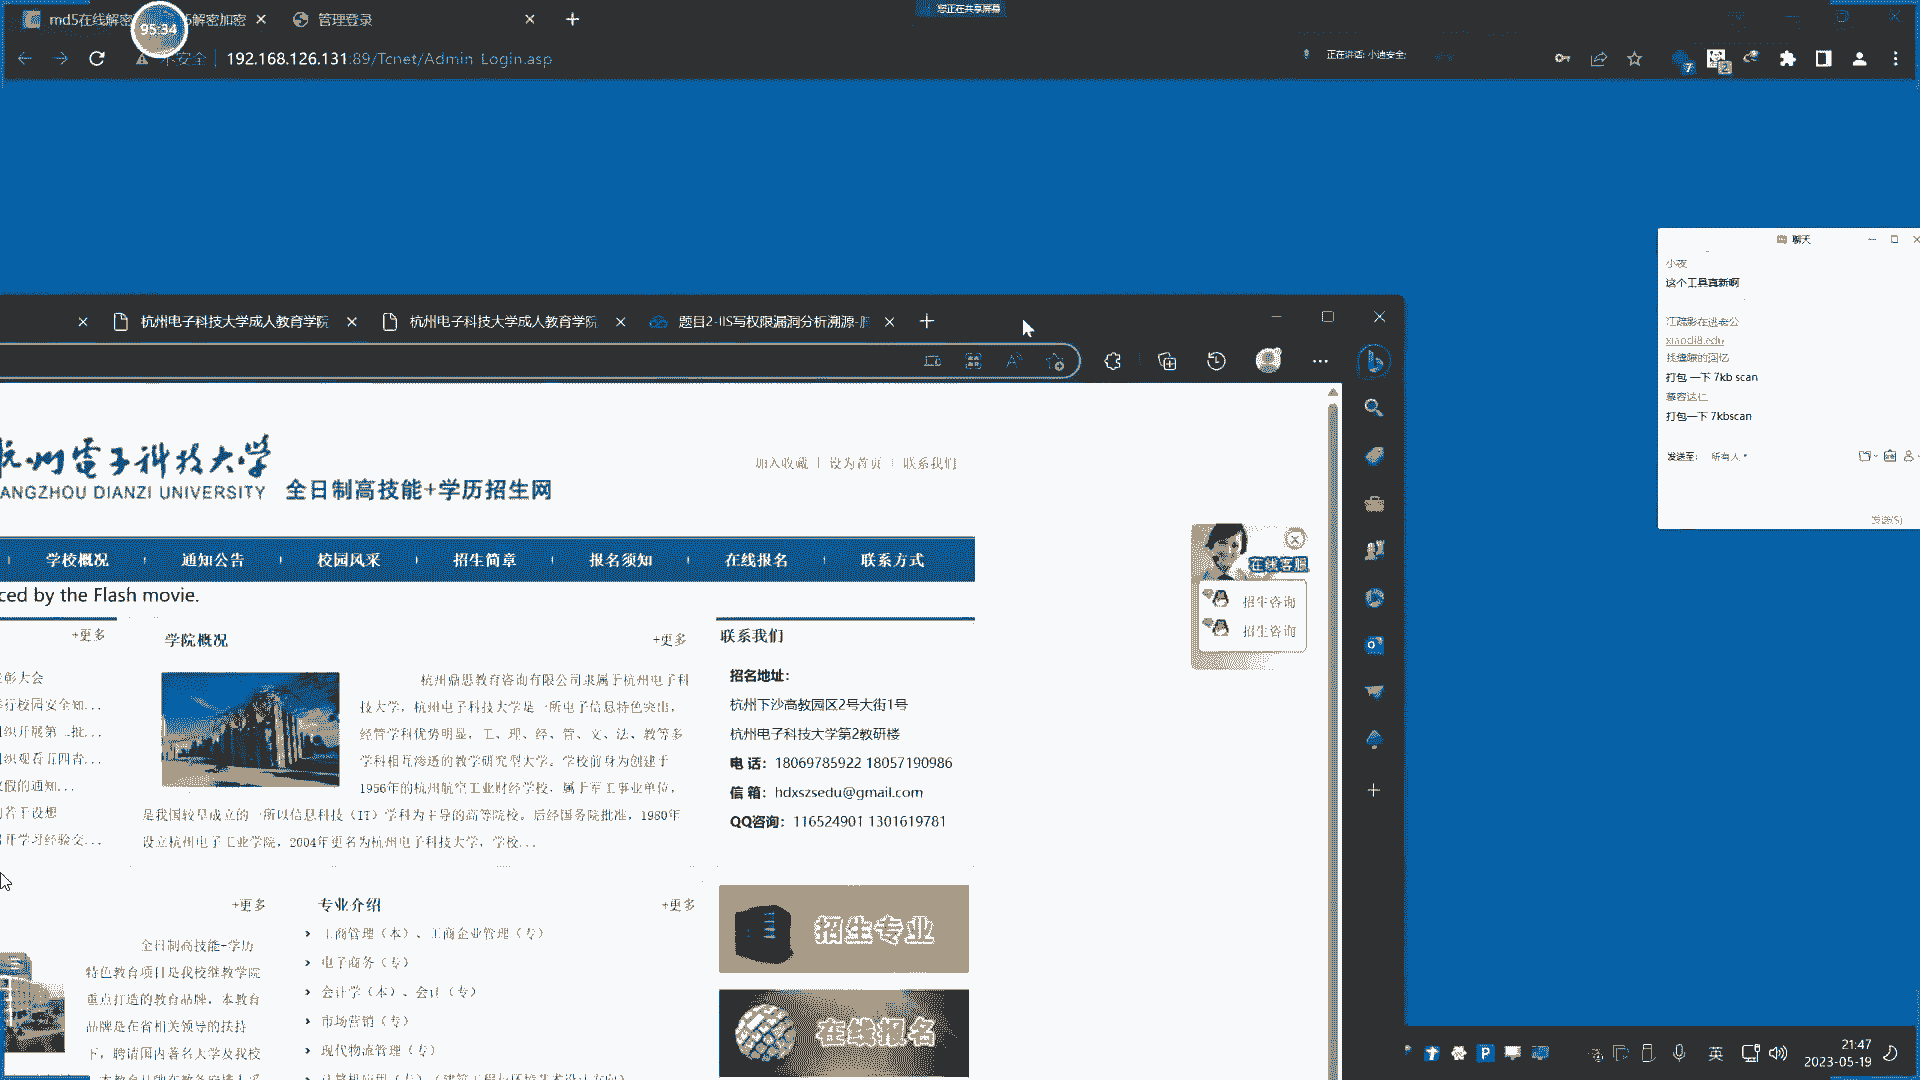 md5在线解密
5解密加密
管理登录
您正在共享屏幕
95:34
不安全
192.168.126.131:89/Tcnet/Admin_Login.asp
正在讲话: 小迪安全;
7
2
聊天
小夜
这个工具真新啊
xiaodi8.edu
打包 一下 7kb scan
打包一下 7kbscan
发送至: 所有人
发送(S)
杭州电子科技大学成人教育学院
杭州电子科技大学成人教育学院
题目2-IIS写权限漏洞分析溯源
杭州電子科技大学
ANGZHOU DIANZI UNIVERSITY
全日制高技能+学历招生网
加入收藏 | 设为首页 | 联系我们
学校概况
通知公告
校园风采
招生简章
报名须知
在线报名
联系方式
ced by the Flash movie.
在线客服
招生咨询
招生咨询
+更多
彰大会
行校园安全知...
织开展第一批...
织观看五四青...
假的通知...
若干设想
开学习经验交...
学院概况
+更多
杭州鼎思教育咨询有限公司隶属于杭州电子科
技大学，杭州电子科技大学是一所电子信息特色突出，
经管学科优势明显，工、理、经、管、文、法、教等多
学科相互渗透的教学研究型大学。学校前身为创建于
1956年的杭州航空工业财经学校，属于军工事业单位，
是我国较早成立的一所以信息科技（IT）学科为主导的高等院校。后经国务院批准，1980年
设立杭州电子工业学院，2004年更名为杭州电子科技大学，学校...
联系我们
招名地址：
杭州下沙高教园区2号大街1号
杭州电子科技大学第2教研楼
电 话：18069785922 18057190986
信 箱：hdxszsedu@gmail.com
QQ咨询：116524901 1301619781
+更多
全日制高技能-学历
特色教育项目是我校继教学院
重点打造的教育品牌，本教育
品牌是在省相关领导的扶持
下，聘请国内著名大学及我校
专业介绍
+更多
工商管理（本）、工商企业管理（专）
电子商务（专）
会计学（本）、会计（专）
市场营销（专）
现代物流管理（专）
招生专业
在线报名
英
21:47
2023-05-19